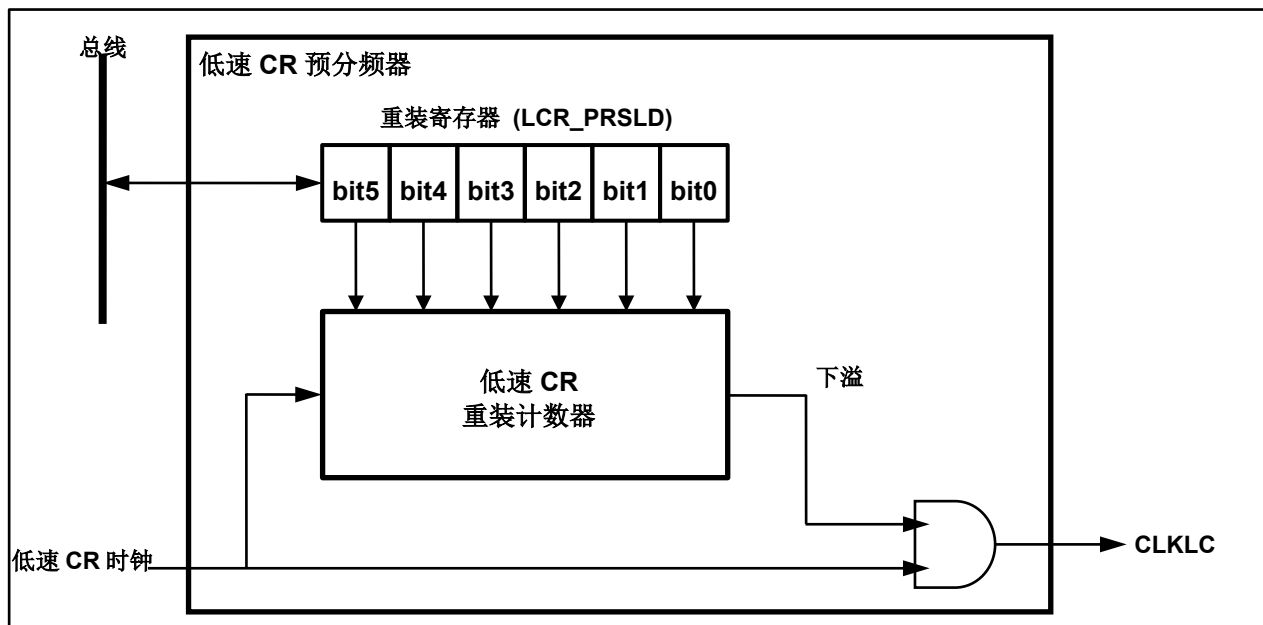 总线
低速 CR 预分频器
重装寄存器 (LCR_PRSLD)
bit5 bit4 bit3 bit2 bit1 bit0
低速 CR
重装计数器
下溢
低速 CR 时钟
CLKLC